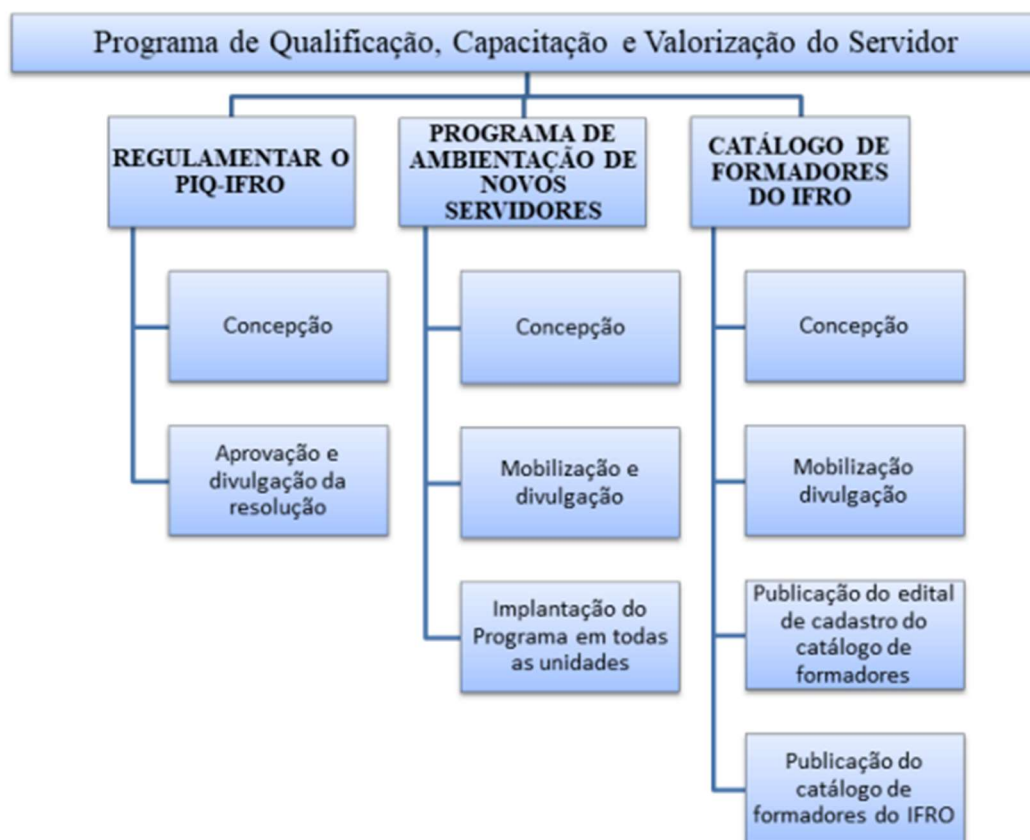 Programa de Qualificação, Capacitação e Valorização do Servidor
REGULAMENTAR O
PIQ-IFRO
Concepção
Aprovação e
divulgação da
resolução
PROGRAMA DE
AMBIENTAÇÃO DE
NOVOS
SERVIDORES
Concepção
Mobilização e
divulgação
Implantação do
Programa em todas
as unidades
CATÁLOGO DE
FORMADORES
DO IFRO
Concepção
Mobilização
divulgação
Publicação do edital
de cadastro do
catálogo de
formadores
Publicação do
catálogo de
formadores do IFRO